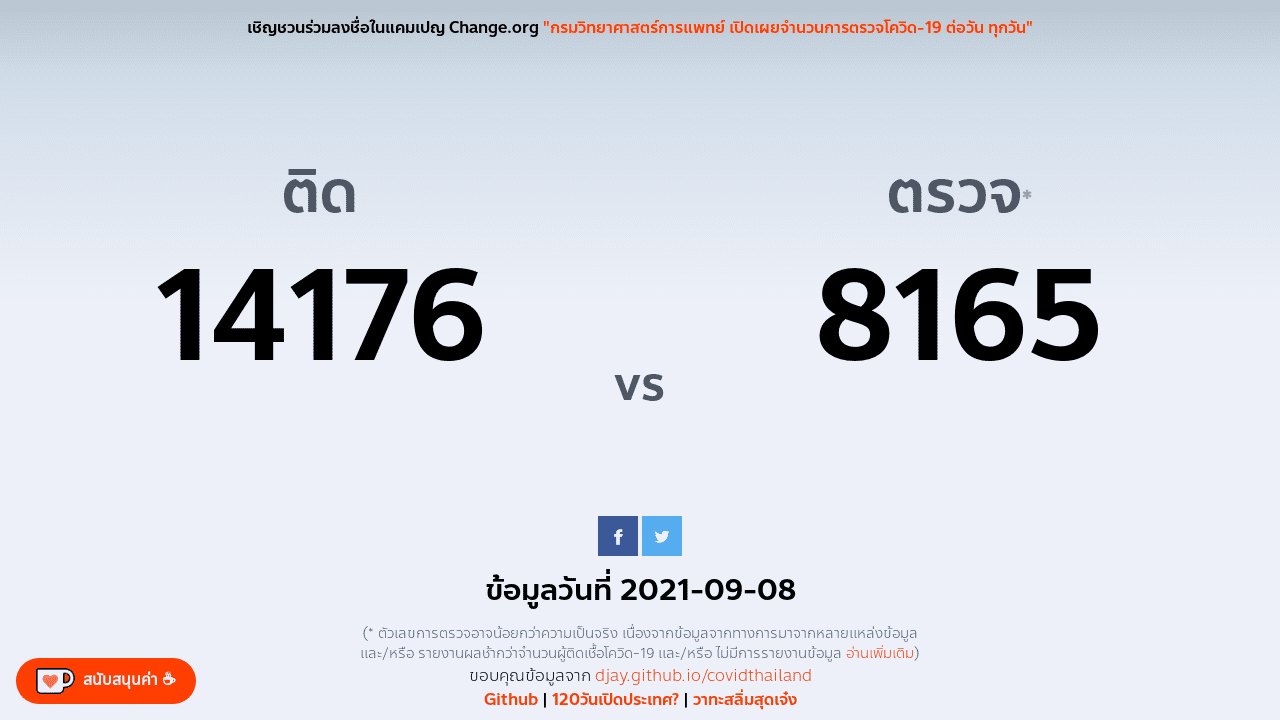 เชิญชวนร่วมลงชื่อในแคมเปญ Change.org "กรมวิทยาศาสตร์การแพทย์ เปิดเผยจำนวนการตรวจโควิด-19 ต่อวัน ทุกวัน"
ติด
ตรวจ*
14176
8165
vs
ข้อมูลวันที่ 2021-09-08
(* ตัวเลขการตรวจอาจน้อยกว่าความเป็นจริง เนื่องจากข้อมูลจากทางการมาจากหลายแหล่งข้อมูล
และ/หรือ รายงานผลช้ากว่าจำนวนผู้ติดเชื้อโควิด-19 และ/หรือ ไม่มีการรายงานข้อมูล อ่านเพิ่มเติม)
ขอบคุณข้อมูลจาก djay.github.io/covidthailand
สนับสนุนค่า
Github | 120วันเปิดประเทศ? | วาทะสลิ่มสุดเจ๋ง